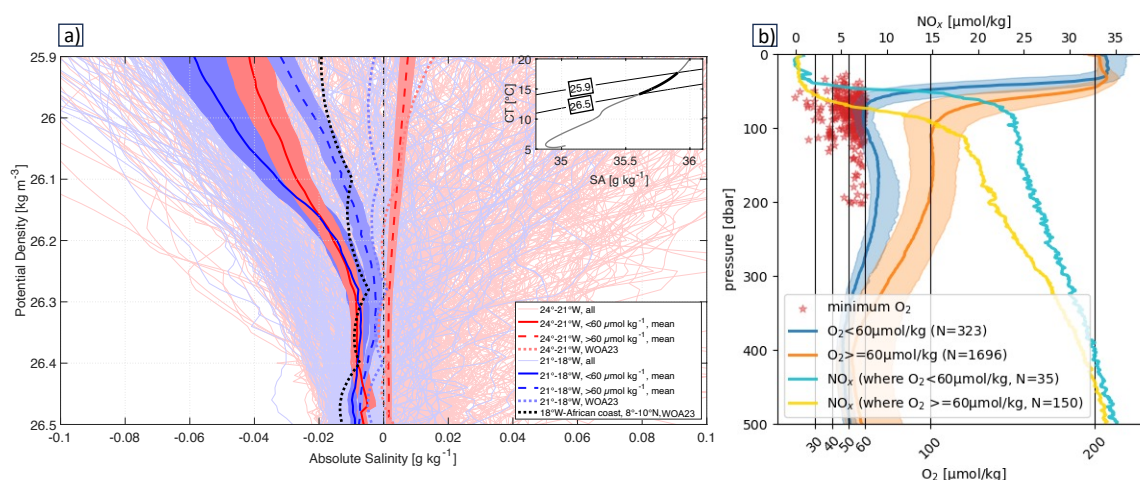 a)
25.9
26
26.1
26.2
26.3
26.4
26.5
Potential Density [kg m-3]
-0.1
-0.08
-0.06
-0.04
-0.02
0
0.02
0.04
0.06
0.08
0.1
Absolute Salinity [g kg-1]
20
15
10
5
CT [°C]
25.9
26.5
35
35.5
36
SA [g kg-1]
24°-21°W, all
24°-21°W, <60 μmol kg-1, mean
24°-21°W, >60 μmol kg-1, mean
24°-21°W, WOA23
21°-18°W, all
21°-18°W, <60 μmol kg-1, mean
21°-18°W, >60 μmol kg-1, mean
21°-18°W, WOA23
18°W-African coast, 8°-10°N,WOA23
b)
NOx [μmol/kg]
0 5 10 15 20 25 30 35
0
100
200
300
400
500
pressure [dbar]
minimum O2
O2<60μmol/kg (N=323)
O2>=60μmol/kg (N=1696)
NOx (where O2<60μmol/kg, N=35)
NOx (where O2 >=60μmol/kg, N=150)
30 40 50 60 100 200
O2 [μmol/kg]